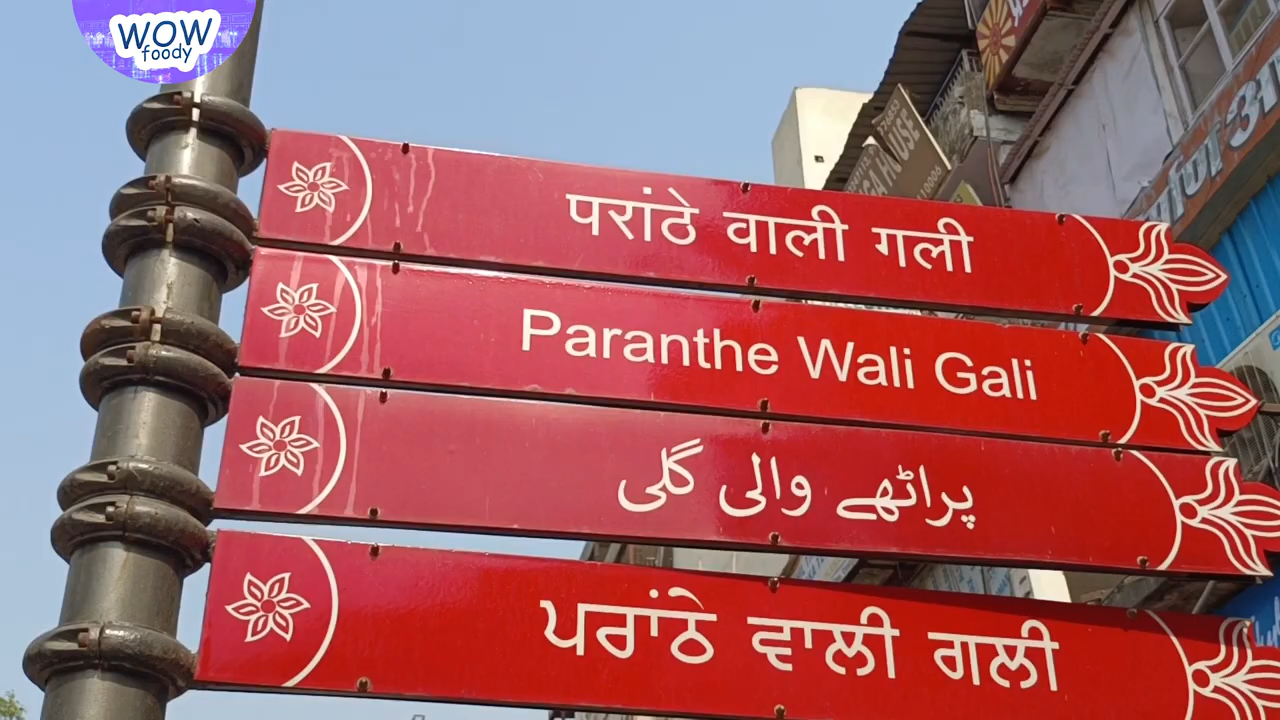 WOW
foody
परांठे वाली गली
Paranthe Wali Gali
پراٹھے والی گلی
ਪਰਾਂਠੇ ਵਾਲੀ ਗਲੀ